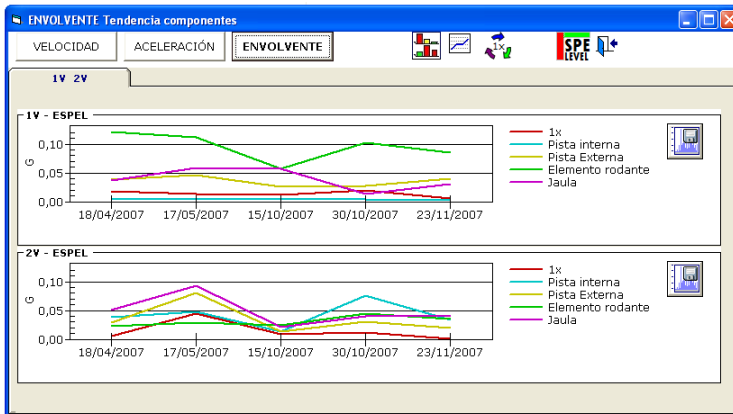 ENVOLVENTE Tendencia componentes
VELOCIDAD ACELERACIÓN ENVOLVENTE 1x SPE LEVEL
1V 2V
1V - ESPEL
G
0,10
0,05
0,00
18/04/2007 17/05/2007 15/10/2007 30/10/2007 23/11/2007
1x
Pista interna
Pista Externa
Elemento rodante
Jaula
2V - ESPEL
G
0,10
0,05
0,00
18/04/2007 17/05/2007 15/10/2007 30/10/2007 23/11/2007
1x
Pista interna
Pista Externa
Elemento rodante
Jaula